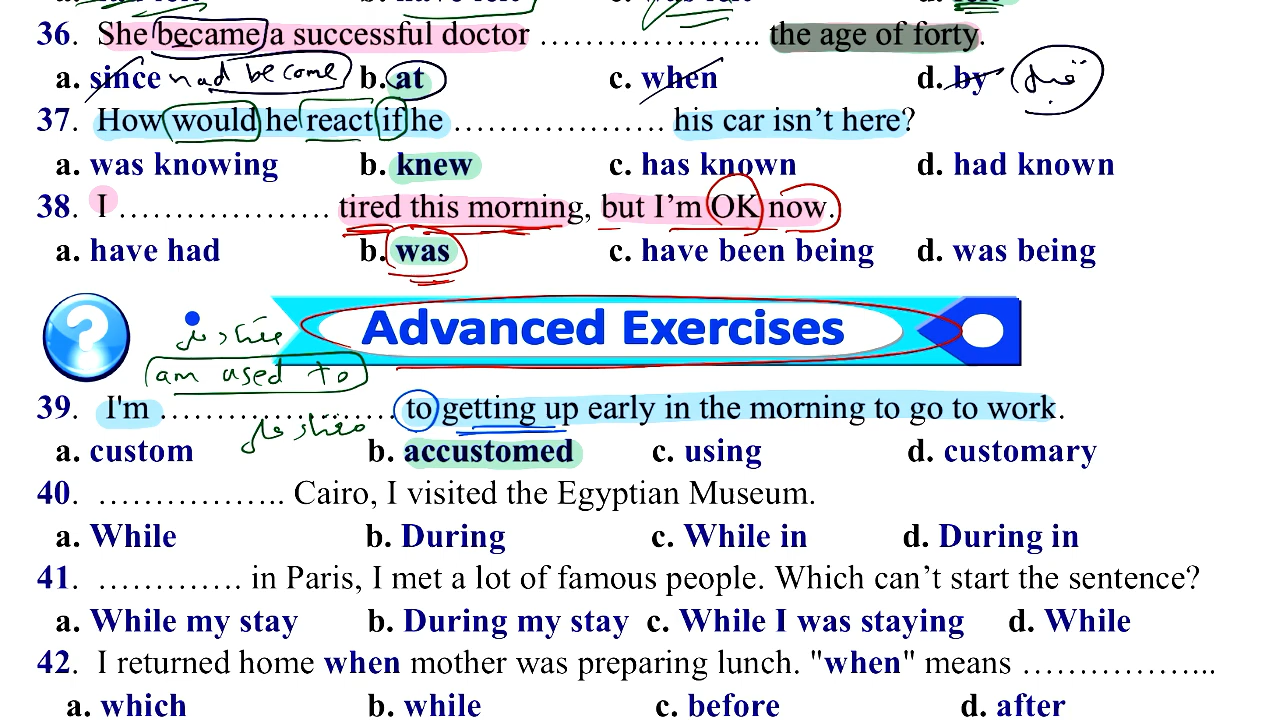 36. She became a successful doctor ………………….. the age of forty.
a. since had become b. at c. when d. by قبل
37. How would he react if he ………………… his car isn’t here?
a. was knowing b. knew c. has known d. had known
38. I ………………… tired this morning, but I’m OK now.
a. have had b. was c. have been being d. was being
?
Advanced Exercises
معتاد على
am used to
39. I'm …………………… to getting up early in the morning to go to work.
معتاد على
a. custom b. accustomed c. using d. customary
40. …………….. Cairo, I visited the Egyptian Museum.
a. While b. During c. While in d. During in
41. …………. in Paris, I met a lot of famous people. Which can’t start the sentence?
a. While my stay b. During my stay c. While I was staying d. While
42. I returned home when mother was preparing lunch. "when" means ………………...
a. which b. while c. before d. after